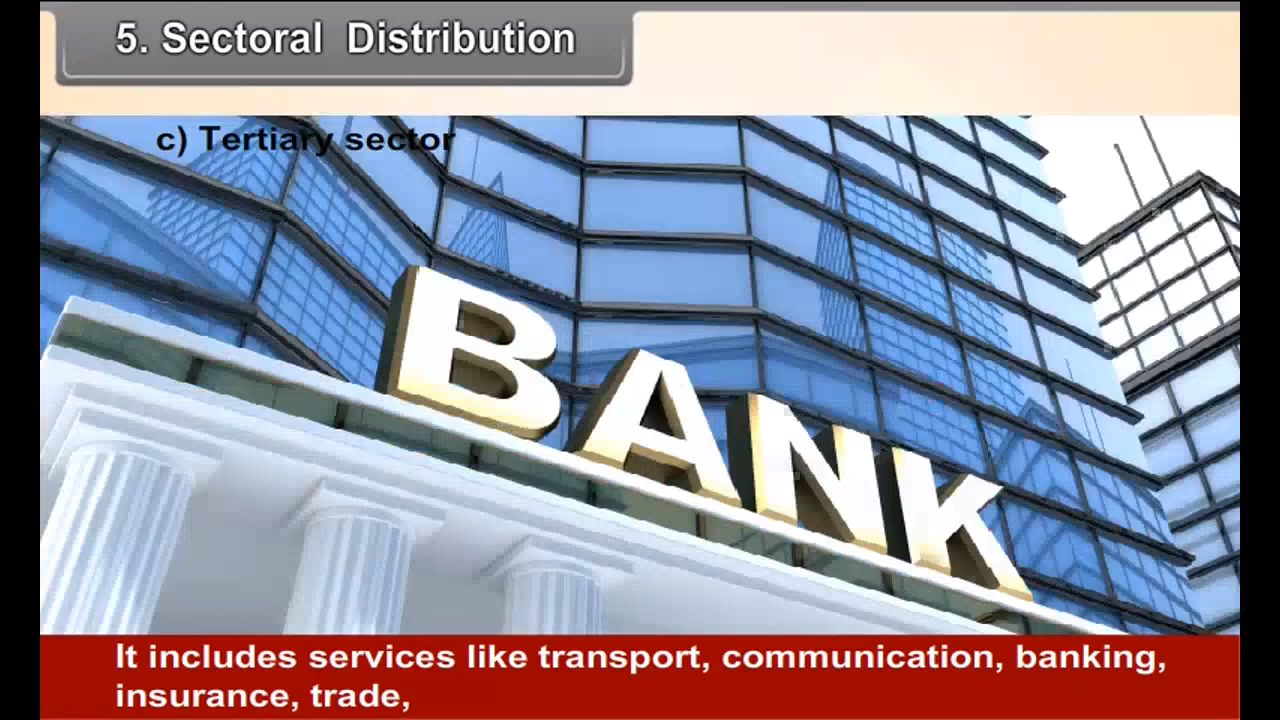 5. Sectoral Distribution
c) Tertiary sector
BANK
It includes services like transport, communication, banking,
insurance, trade,